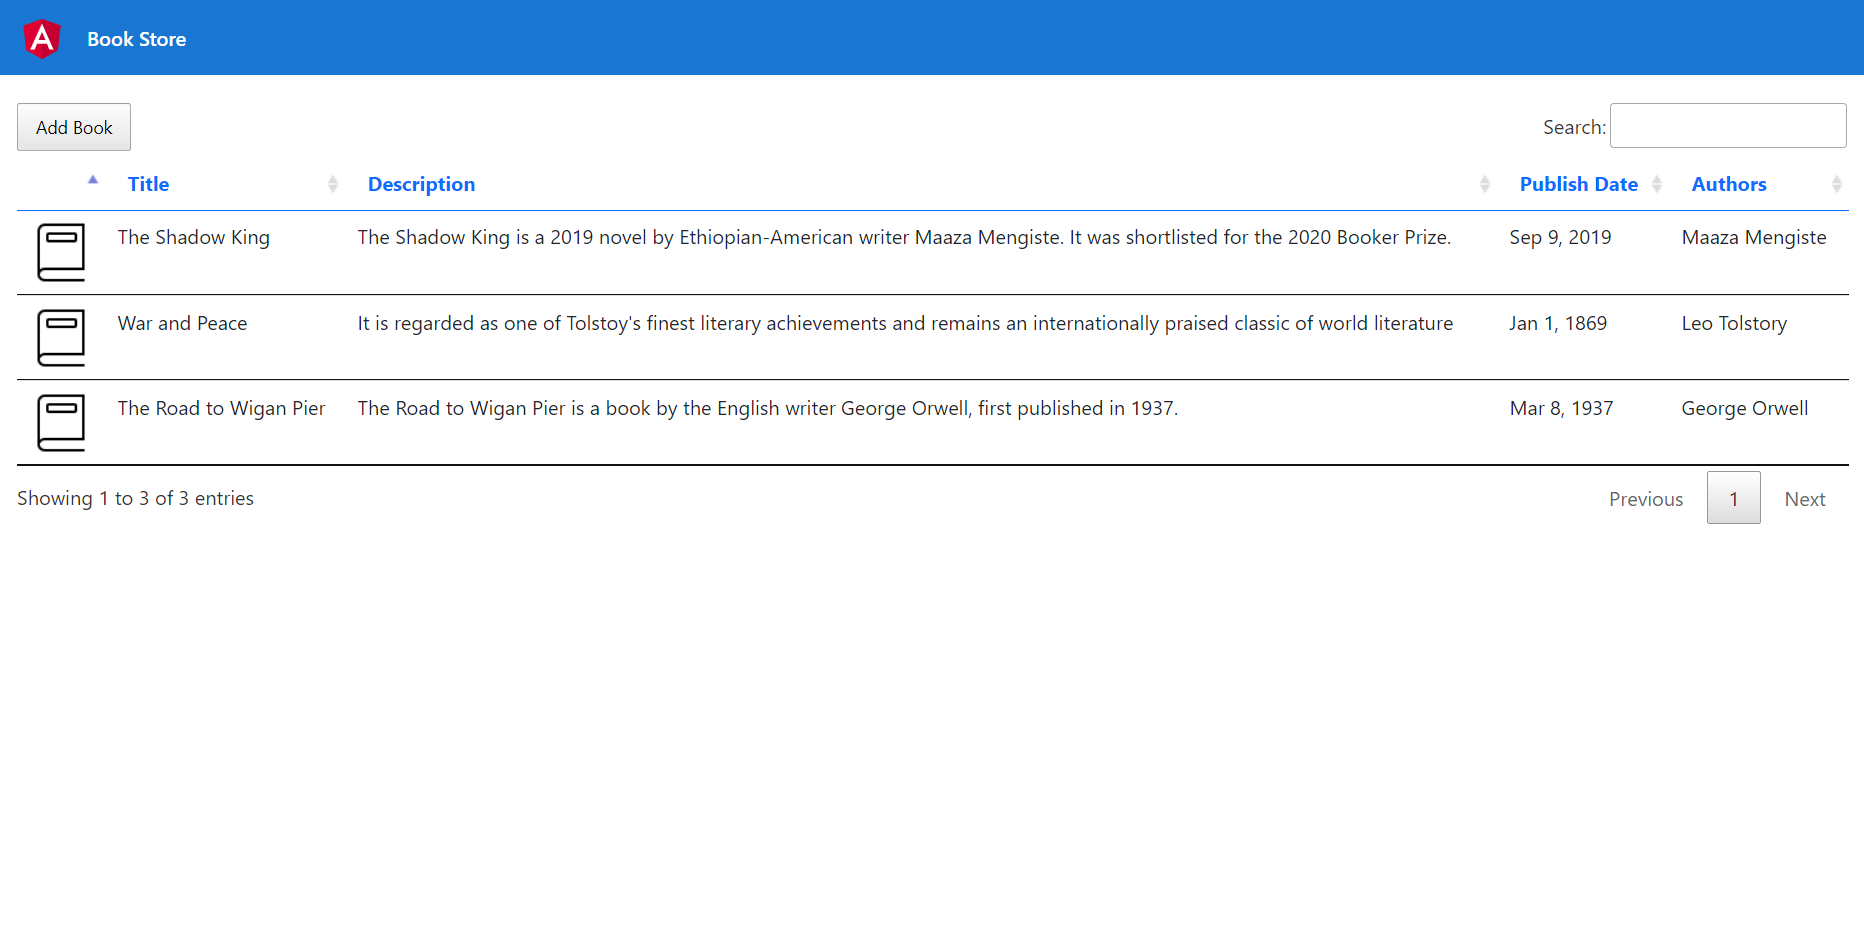 A Book Store
Add Book Search:
Title Description Publish Date Authors
The Shadow King The Shadow King is a 2019 novel by Ethiopian-American writer Maaza Mengiste. It was shortlisted for the 2020 Booker Prize. Sep 9, 2019 Maaza Mengiste
War and Peace It is regarded as one of Tolstoy's finest literary achievements and remains an internationally praised classic of world literature Jan 1, 1869 Leo Tolstory
The Road to Wigan Pier The Road to Wigan Pier is a book by the English writer George Orwell, first published in 1937. Mar 8, 1937 George Orwell
Showing 1 to 3 of 3 entries Previous 1 Next